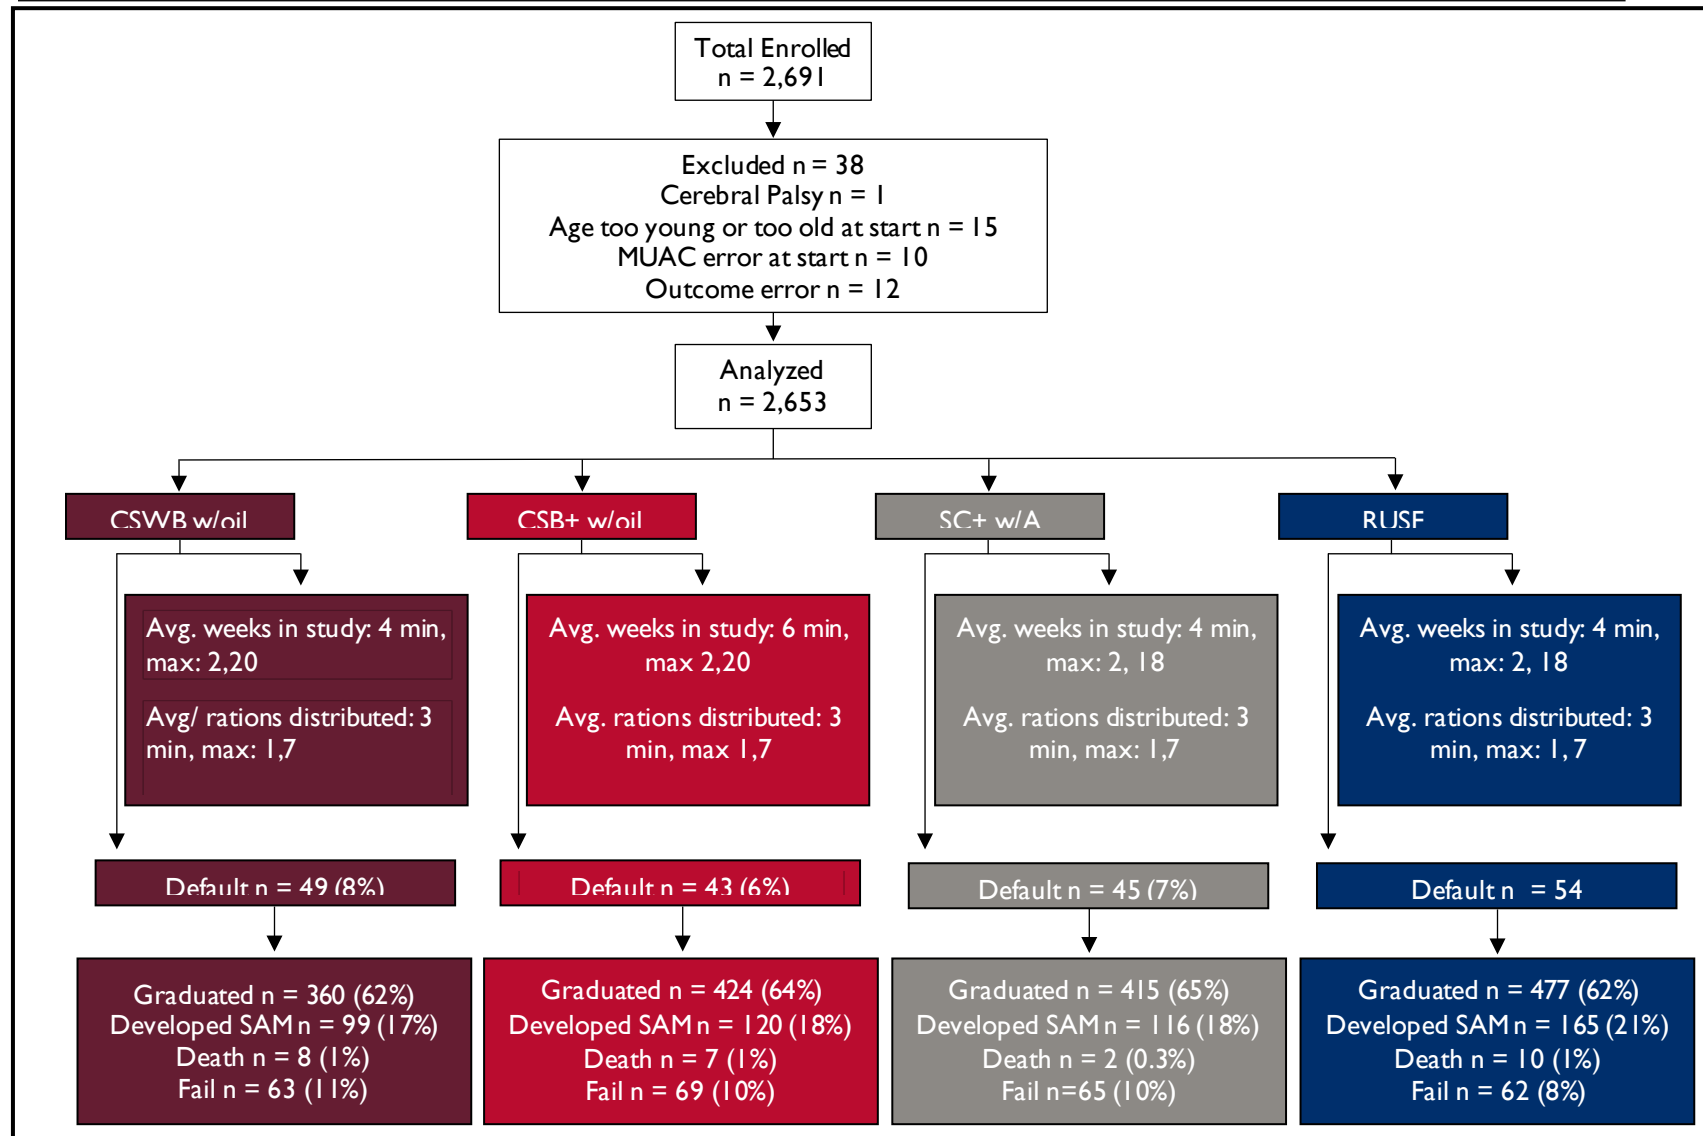 Total Enrolled
n = 2,691
Excluded n = 38
Cerebral Palsy n = 1
Age too young or too old at start n = 15
MUAC error at start n = 10
Outcome error n = 12
Analyzed
n = 2,653
CSWB w/oil
CSB+ w/oil
SC+ w/A
RUSF
Avg. weeks in study: 4 min,
max: 2,20
Avg/ rations distributed: 3
min, max: 1,7
Avg. weeks in study: 6 min,
max 2,20
Avg. rations distributed: 3
min, max 1,7
Avg. weeks in study: 4 min,
max: 2, 18
Avg. rations distributed: 3
min, max: 1,7
Avg. weeks in study: 4 min,
max: 2, 18
Avg. rations distributed: 3
min, max: 1, 7
Default n = 49 (8%)
Default n = 43 (6%)
Default n = 45 (7%)
Default n = 54
Graduated n = 360 (62%)
Developed SAM n = 99 (17%)
Death n = 8 (1%)
Fail n = 63 (11%)
Graduated n = 424 (64%)
Developed SAM n = 120 (18%)
Death n = 7 (1%)
Fail n = 69 (10%)
Graduated n = 415 (65%)
Developed SAM n = 116 (18%)
Death n = 2 (0.3%)
Fail n=65 (10%)
Graduated n = 477 (62%)
Developed SAM n = 165 (21%)
Death n = 10 (1%)
Fail n = 62 (8%)